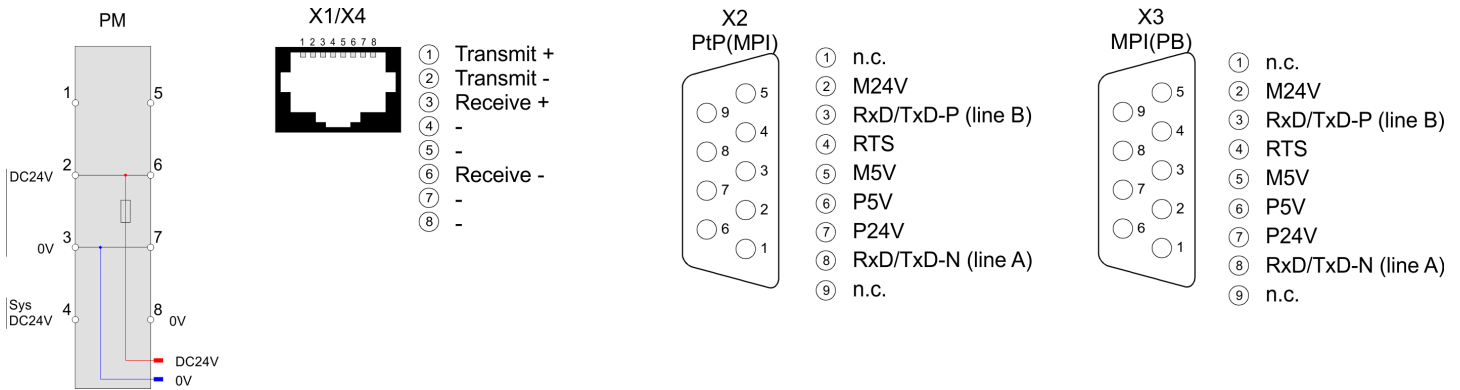 PM
1
5
2
6
DC24V
3
7
0V
Sys
DC24V
4
8
0V
DC24V
0V
X1/X4
1 2 3 4 5 6 7 8
1 Transmit +
2 Transmit -
3 Receive +
4 -
5 -
6 Receive -
7 -
8 -
X2
PtP(MPI)
5
9
4
8
3
7
2
6
1
1 n.c.
2 M24V
3 RxD/TxD-P (line B)
4 RTS
5 M5V
6 P5V
7 P24V
8 RxD/TxD-N (line A)
9 n.c.
X3
MPI(PB)
5
9
4
8
3
7
2
6
1
1 n.c.
2 M24V
3 RxD/TxD-P (line B)
4 RTS
5 M5V
6 P5V
7 P24V
8 RxD/TxD-N (line A)
9 n.c.